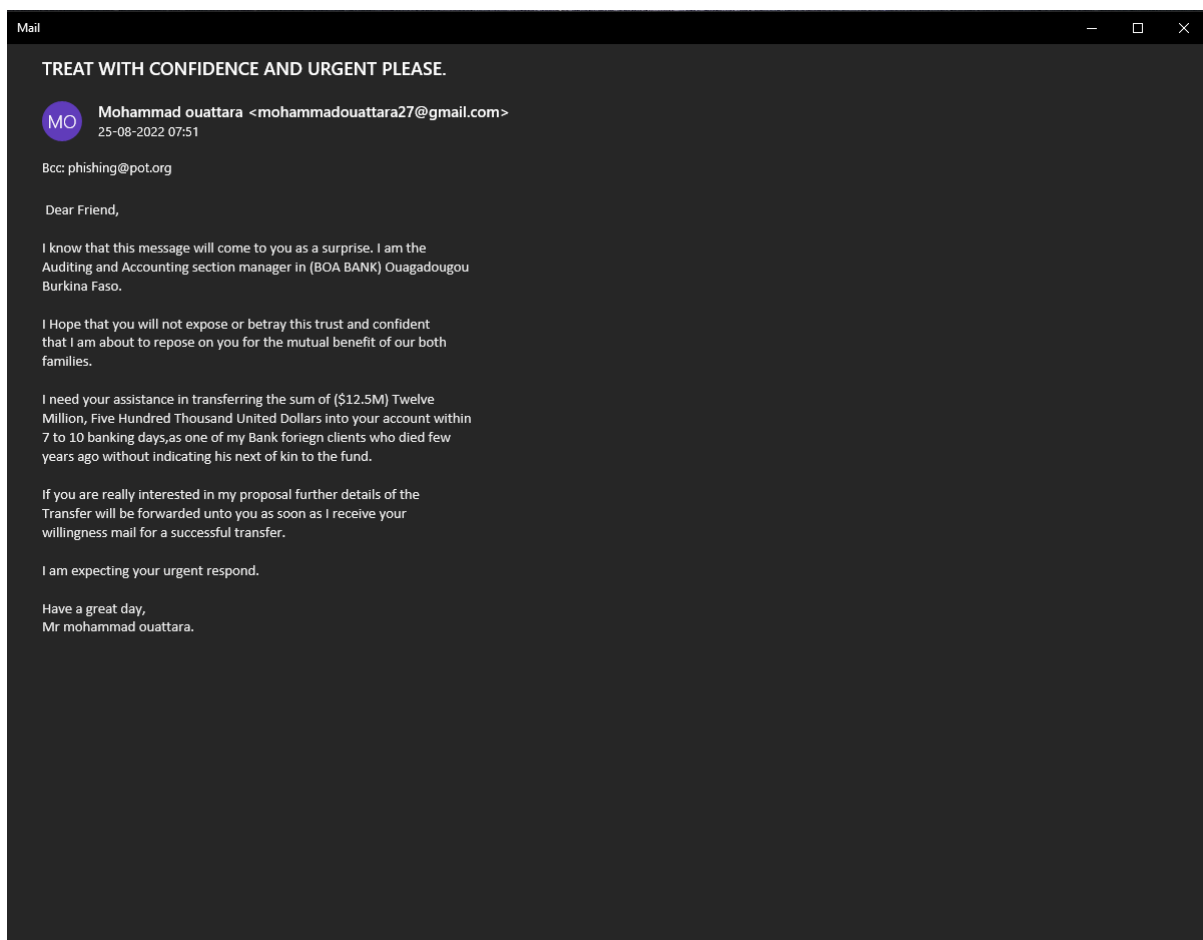 Mail
TREAT WITH CONFIDENCE AND URGENT PLEASE.
MO
Mohammad ouattara <mohammadouattara27@gmail.com>
25-08-2022 07:51
Bcc: phishing@pot.org
Dear Friend,
I know that this message will come to you as a surprise. I am the
Auditing and Accounting section manager in (BOA BANK) Ouagadougou
Burkina Faso.
I Hope that you will not expose or betray this trust and confident
that I am about to repose on you for the mutual benefit of our both
families.
I need your assistance in transferring the sum of ($12.5M) Twelve
Million, Five Hundred Thousand United Dollars into your account within
7 to 10 banking days,as one of my Bank foriegn clients who died few
years ago without indicating his next of kin to the fund.
If you are really interested in my proposal further details of the
Transfer will be forwarded unto you as soon as I receive your
willingness mail for a successful transfer.
I am expecting your urgent respond.
Have a great day,
Mr mohammad ouattara.